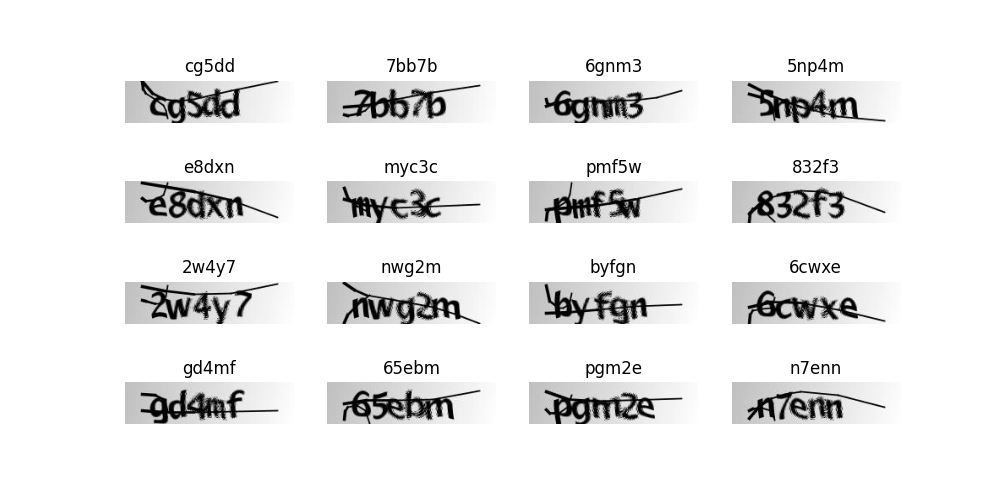 cg5dd 7bb7b 6gnm3 5np4m
cg5dd 7bb7b 6gnm3 5np4m
e8dxn myc3c pmf5w 832f3
e8dxn myc3c pmf5w 832f3
2w4y7 nwg2m byfgn 6cwxe
2w4y7 nwg2m byfgn 6cwxe
gd4mf 65ebm pgm2e n7enn
gd4mf 65ebm pgm2e n7enn